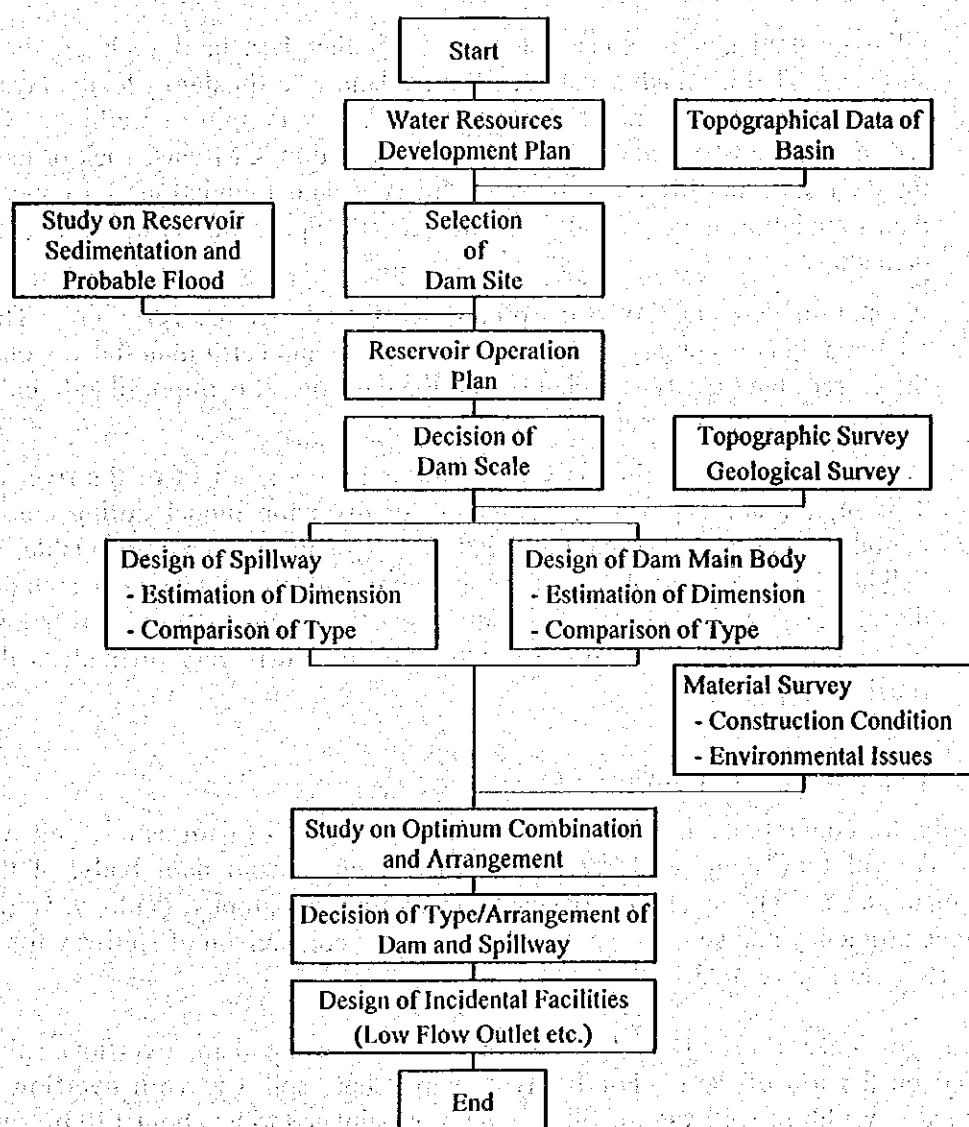 Start
Water Resources
Development Plan
Topographical Data of
Basin
Study on Reservoir
Sedimentation and
Probable Flood
Selection
of
Dam Site
Reservoir Operation
Plan
Decision of
Dam Scale
Topographic Survey
Geological Survey
Design of Spillway
- Estimation of Dimension
- Comparison of Type
Design of Dam Main Body
- Estimation of Dimension
- Comparison of Type
Material Survey
- Construction Condition
- Environmental Issues
Study on Optimum Combination
and Arrangement
Decision of Type/Arrangement of
Dam and Spillway
Design of Incidental Facilities
(Low Flow Outlet etc.)
End